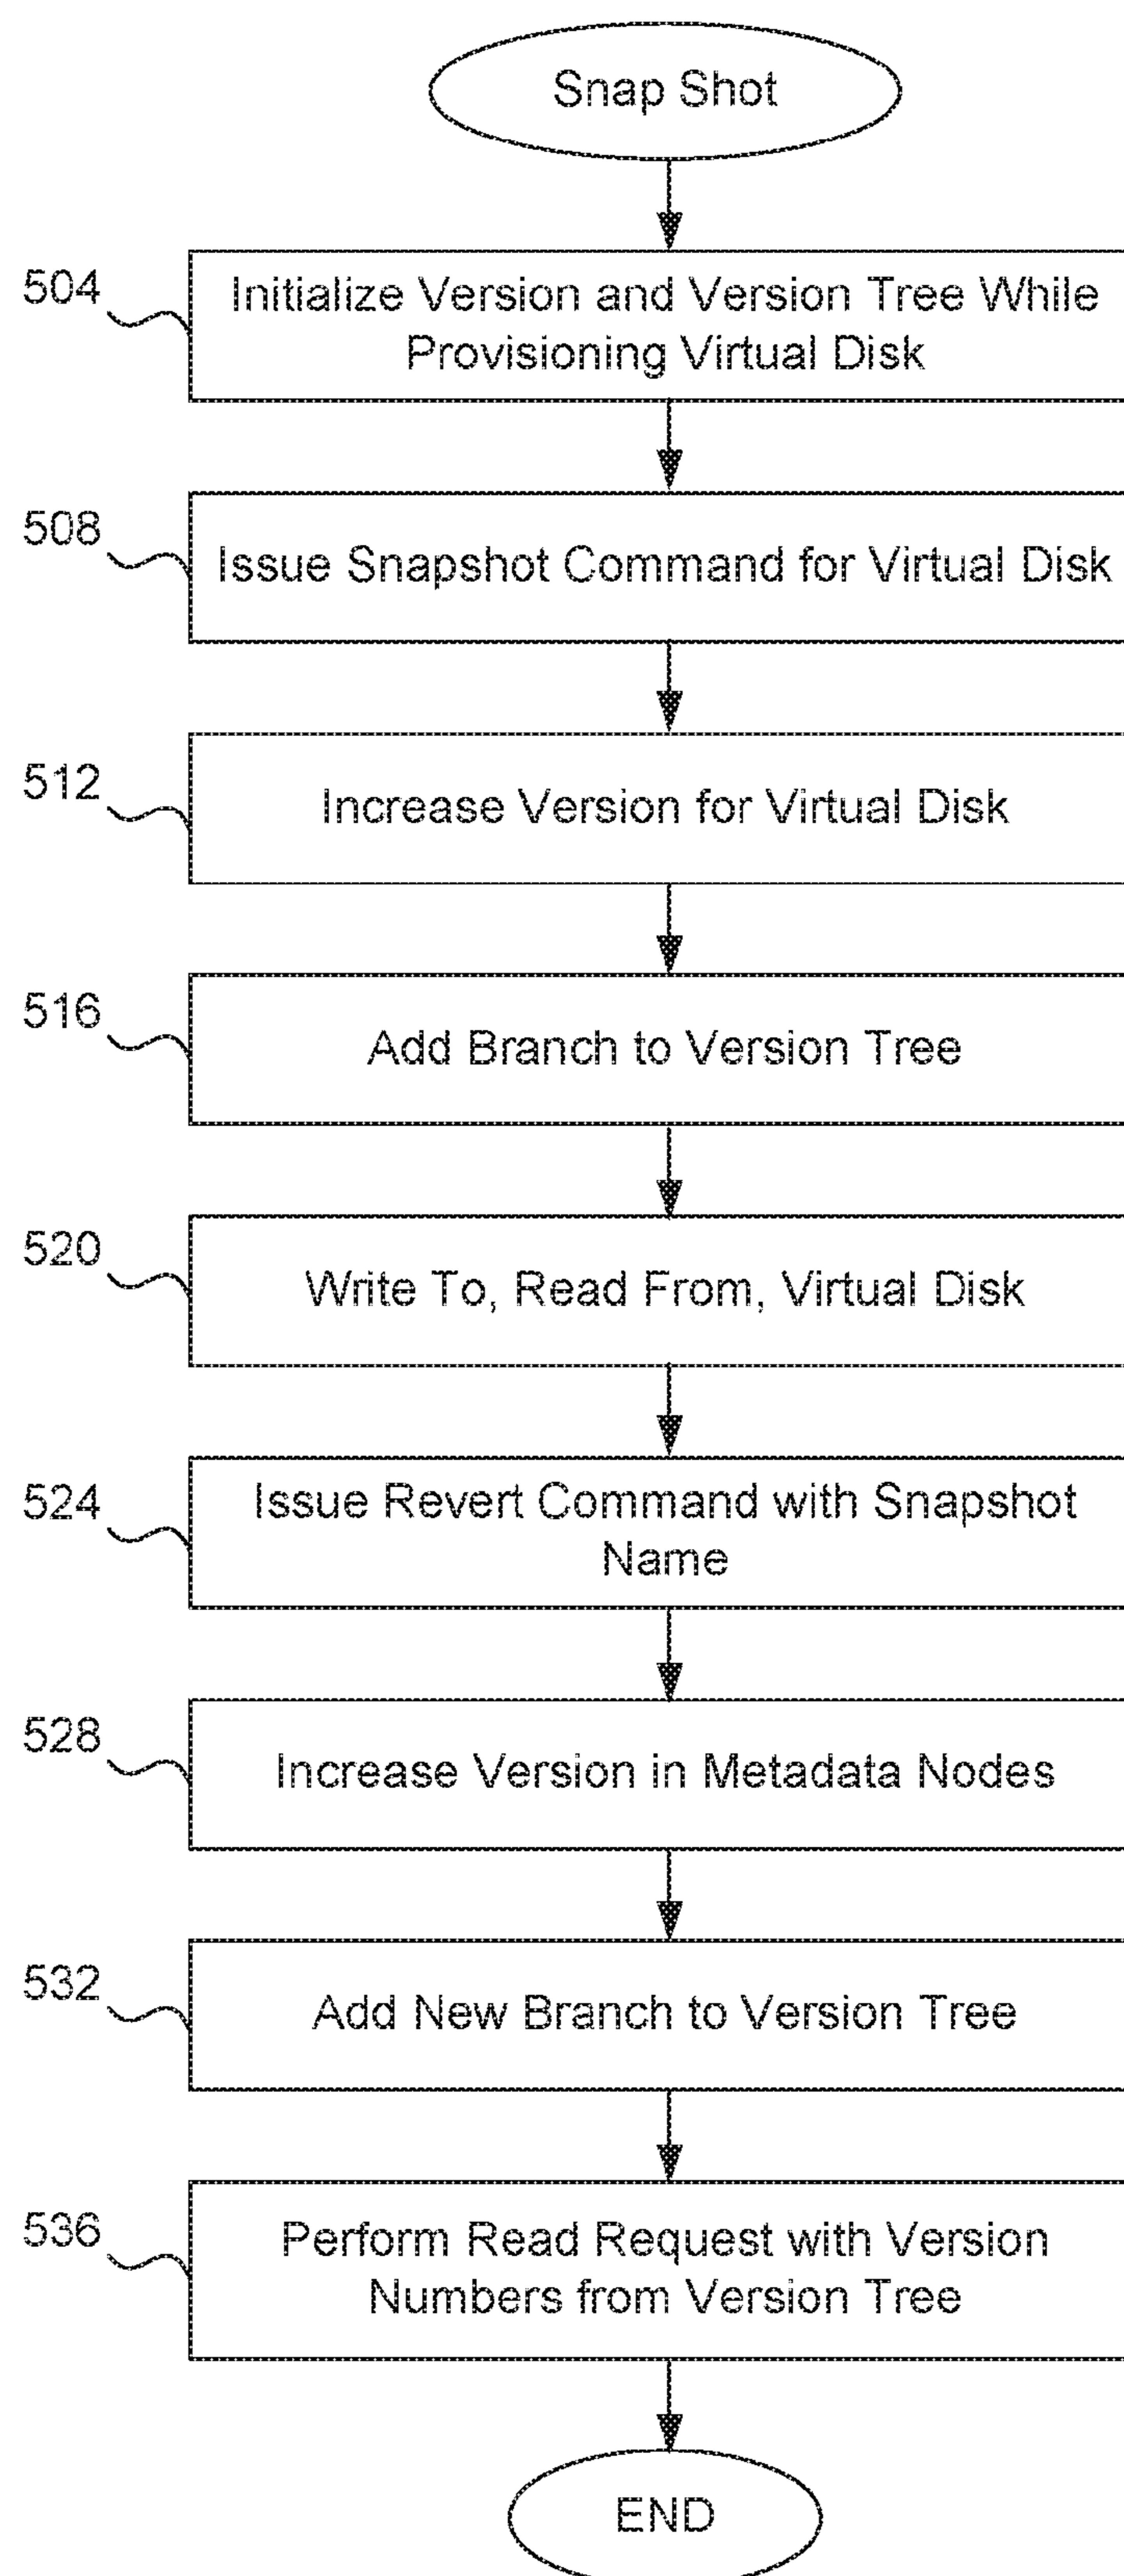 Snap Shot
504
Initialize Version and Version Tree While
Provisioning Virtual Disk
508
Issue Snapshot Command for Virtual Disk
512
Increase Version for Virtual Disk
516
Add Branch to Version Tree
520
Write To, Read From, Virtual Disk
524
Issue Revert Command with Snapshot
Name
528
Increase Version in Metadada Nodes
532
Add New Branch to Version Tree
536
Perform Read Request with Version
Numbers from Version Tree
END